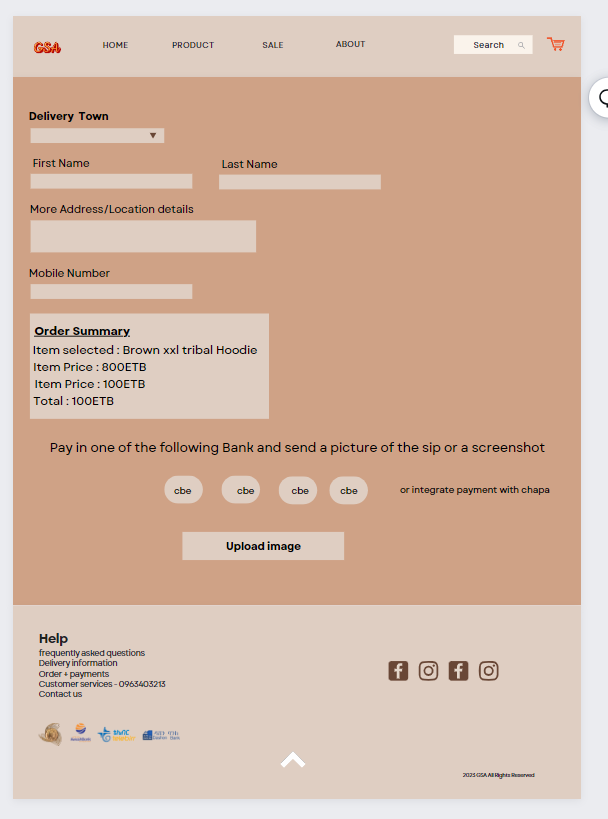 GSA
HOME PRODUCT SALE ABOUT Search
Delivery Town
First Name Last Name
More Address/Location details
Mobile Number
Order Summary
Item selected : Brown xxl tribal Hoodie
Item Price : 800ETB
Item Price : 100ETB
Total : 100ETB
Pay in one of the following Bank and send a picture of the sip or a screenshot
cbe cbe cbe cbe or integrate payment with chapa
Upload image
Help
frequently asked questions
Delivery information
Order + payments
Customer services - 0963403213
Contact us
2023 GSA All Rights Reserved